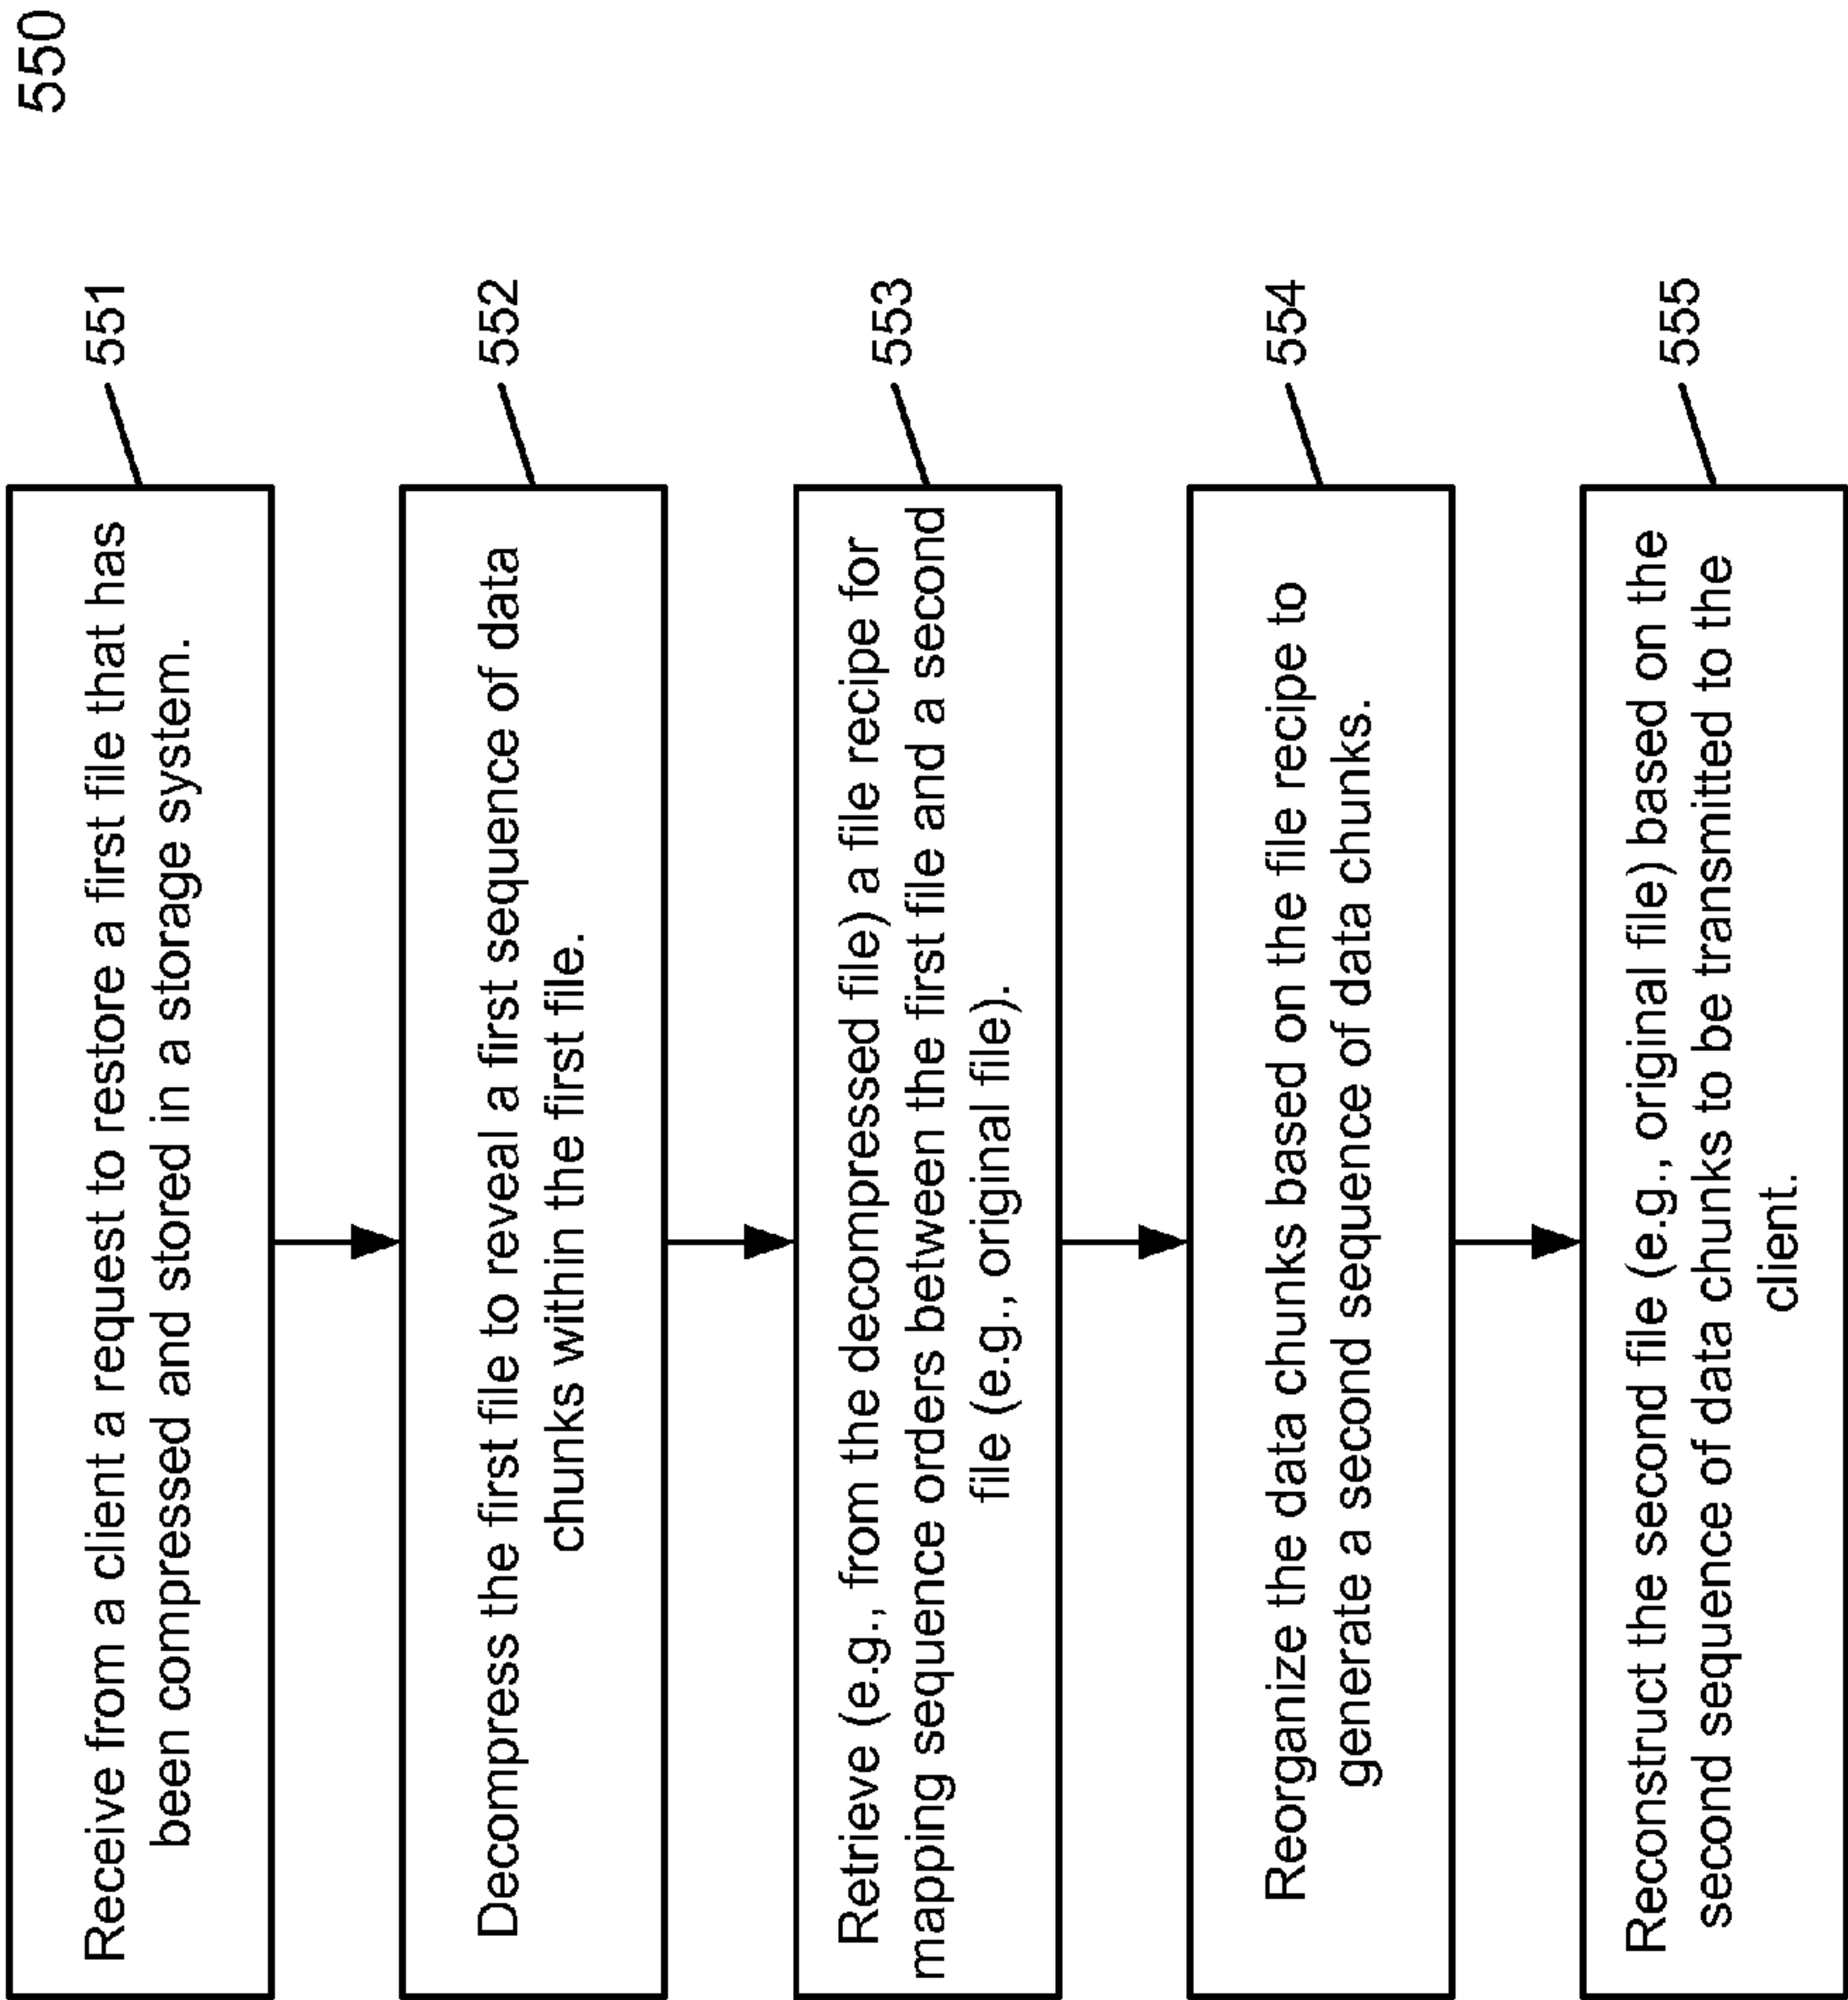 550
Receive from a client a request to restore a first file that has
been compressed and stored in a storage system.
551
Decompress the first file to reveal a first sequence of data
chunks within the first file.
552
Retrieve (e.g., from the decompressed file) a file recipe for
mapping sequence orders between the first file and a second
file (e.g., original file).
553
Reorganize the data chunks based on the file recipe to
generate a second sequence of data chunks.
554
Reconstruct the second file (e.g., original file) based on the
second sequence of data chunks to be transmitted to the
client.
555